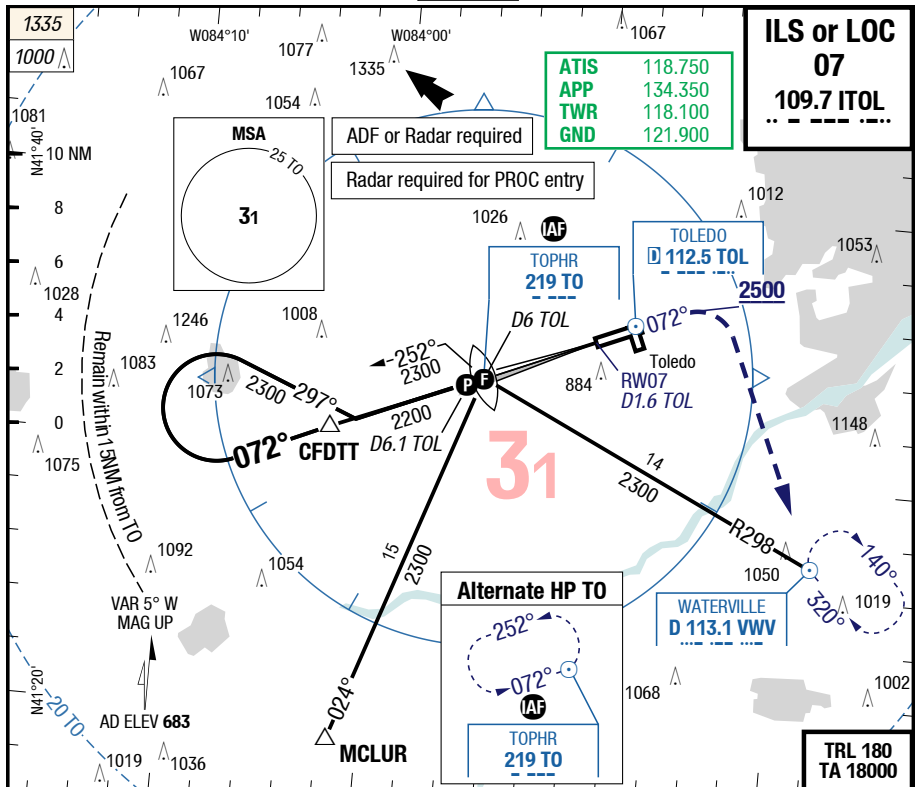 1335
1000
W084°10'
W084°00'
1077
1335
1067
1067
1054
1081
N41°40'
10 NM
8
6
4
2
0
ILS or LOC
07
109.7 ITOL
ATIS 118.750
APP 134.350
TWR 118.100
GND 121.900
MSA
25 TO
31
ADF or Radar required
Radar required for PROC entry
1012
1053
1026
IAF
TOPHR
219 TO
TOLEDO
D 112.5 TOL
2500
D6 TOL
072°
1028
1246
1008
1083
1073
252°
2300
297°
2300
2200
P
F
D6.1 TOL
072°
CFDTT
884
Toledo
RW07
D1.6 TOL
1148
Remain within 15NM from TO
1075
31
14
2300
R298
15
2300
1092
1054
1050
140°
320°
1019
WATERVILLE
D 113.1 VWV
VAR 5° W
MAG UP
Alternate HP TO
252°
072°
IAF
TOPHR
219 TO
N41°20'
20 TO
AD ELEV 683
024°
MCLUR
1068
1002
1019
1036
TRL 180
TA 18000